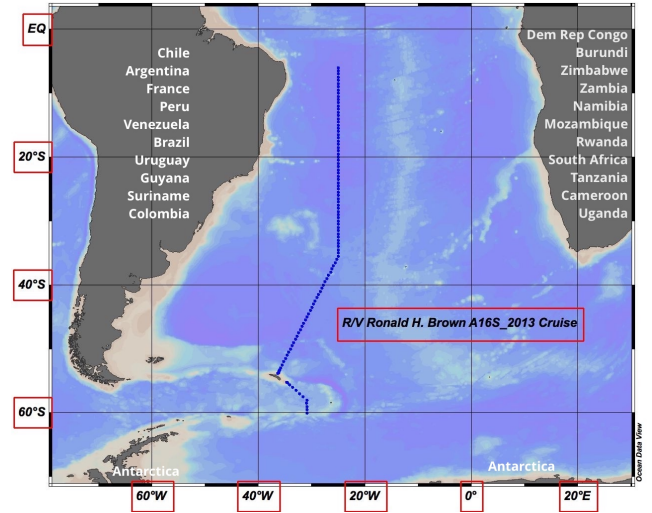 EQ
Chile
Argentina
France
Peru
Venezuela
Brazil
Uruguay
Guyana
Suriname
Colombia
Dem Rep Congo
Burundi
Zimbabwe
Zambia
Namibia
Mozambique
Rwanda
South Africa
Tanzania
Cameroon
Uganda
20°S
40°S
R/V Ronald H. Brown A16S_2013 Cruise
60°S
Antarctica
Antarctica
Ocean Data View
60°W
40°W
20°W
0°
20°E